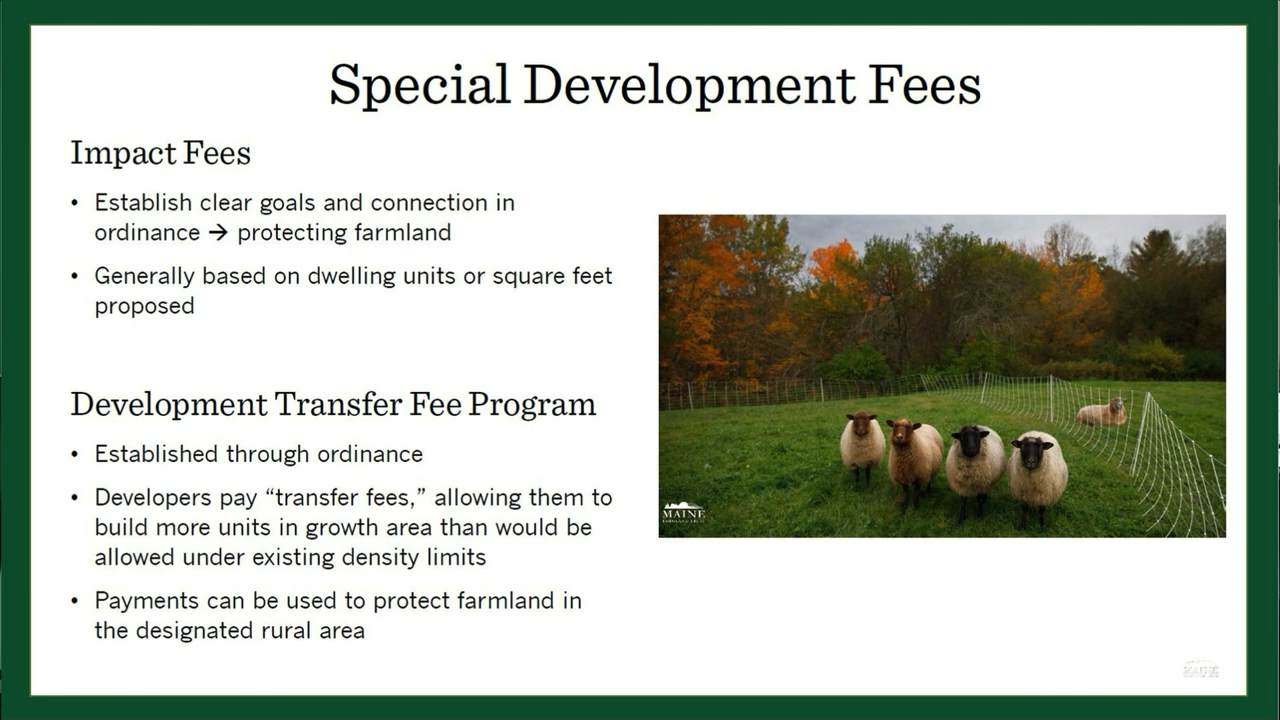 Special Development Fees
Impact Fees
• Establish clear goals and connection in
ordinance → protecting farmland
• Generally based on dwelling units or square feet
proposed
Development Transfer Fee Program
• Established through ordinance
• Developers pay “transfer fees,” allowing them to
build more units in growth area than would be
allowed under existing density limits
• Payments can be used to protect farmland in
the designated rural area
MAINE
FARMLAND TRUST
MAINE